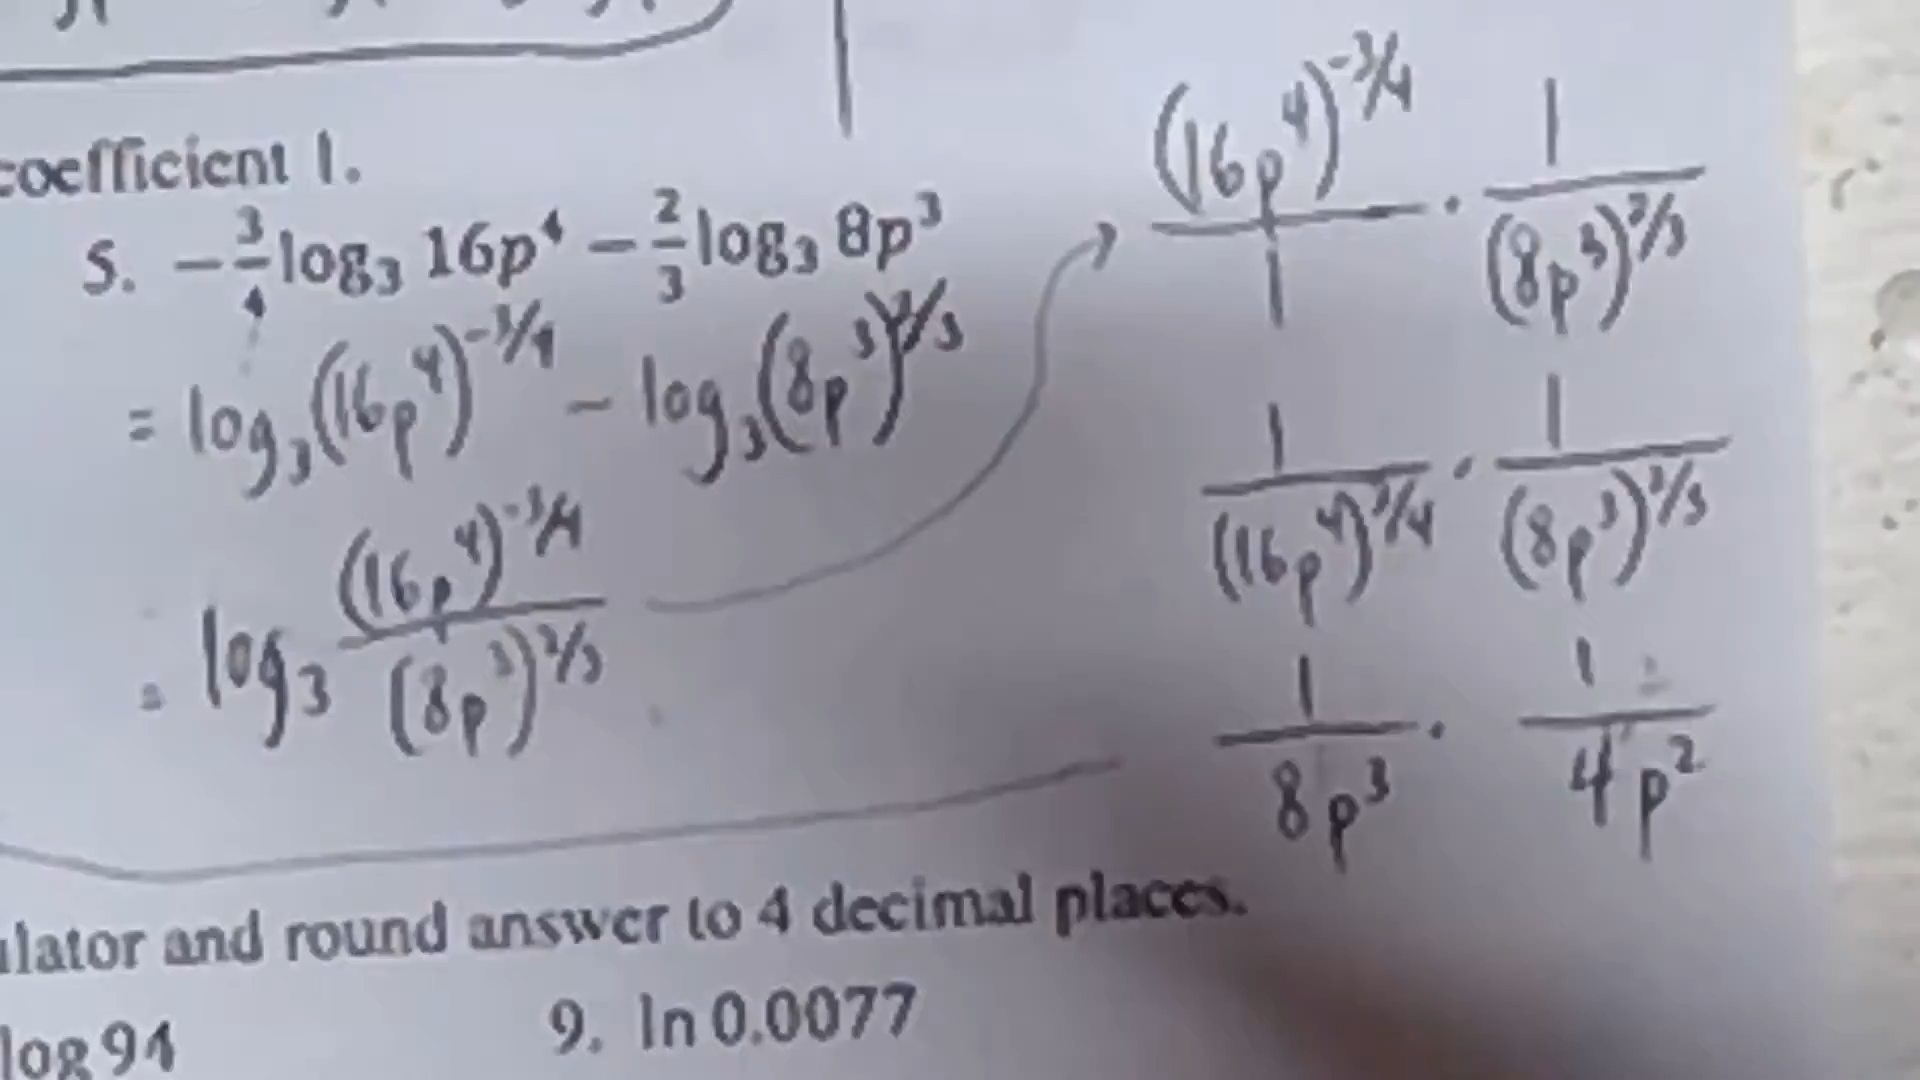 coefficient 1.
5. -3/4 log₃ 16p⁴ - 2/3 log₃ 8p³
= log₃(16p⁴)^-3/4 - log₃(8p³)^2/3
= log₃ (16p⁴)^-3/4 / (8p³)^2/3
(16p⁴)^-3/4 / 1 · 1 / (8p³)^2/3
1 / (16p⁴)^3/4 · 1 / (8p³)^2/3
1 / 8p³ · 1 / 4p²
ulator and round answer to 4 decimal places.
log 94
9. ln 0.0077